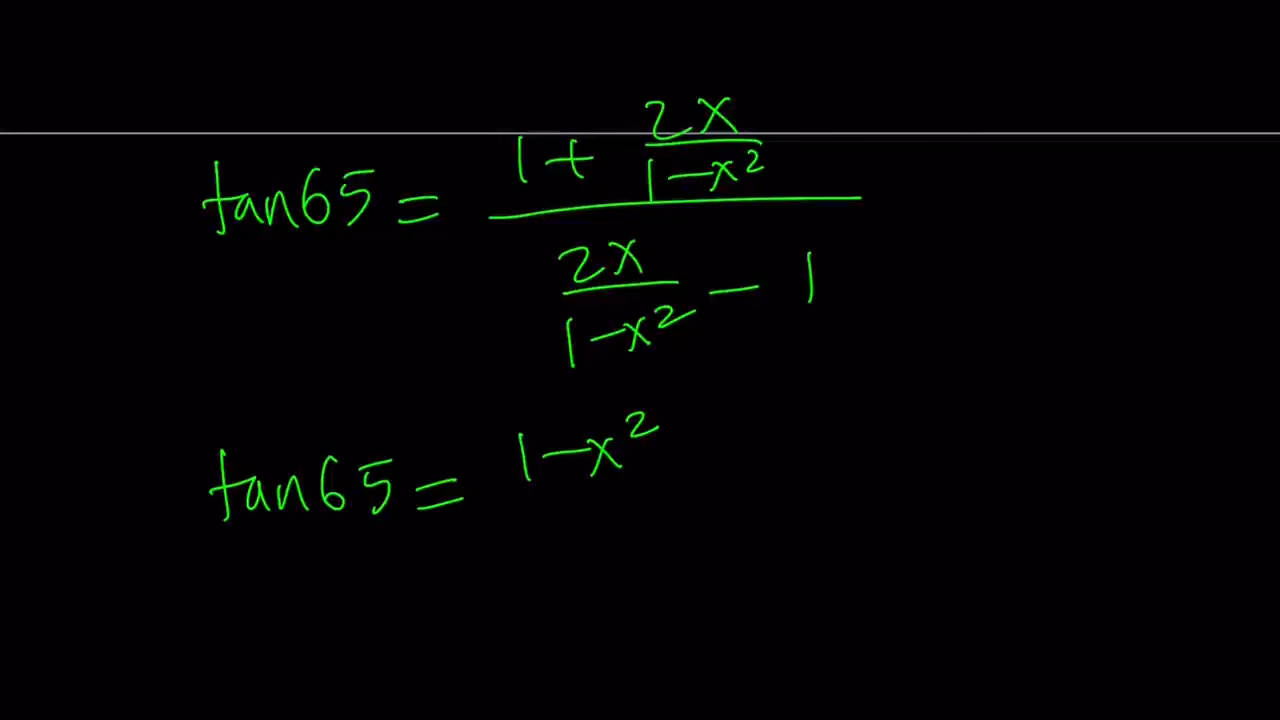 tan65 = (1 + 2x/(1-x²)) / (2x/(1-x²) - 1)
tan65 = 1-x²